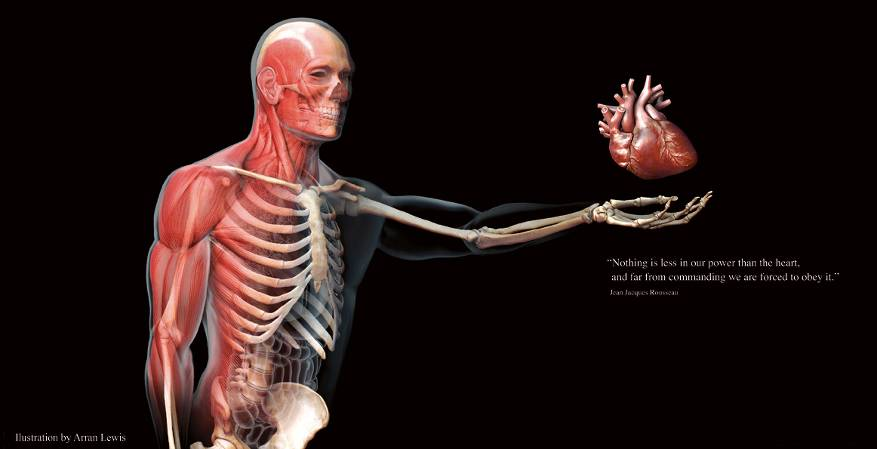 “Nothing is less in our power than the heart,
and far from commanding we are forced to obey it.”
Jean Jacques Rousseau
Ilustration by Arran Lewis